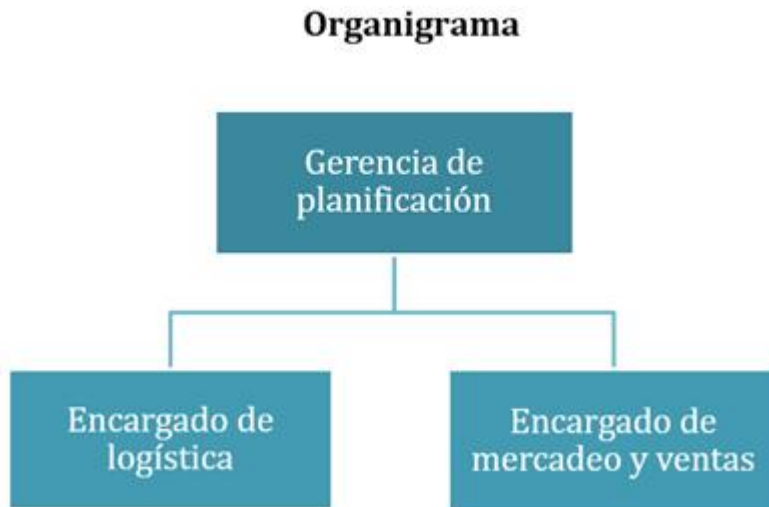 Organigrama
Gerencia de
planificación
Encargado de
logística
Encargado de
mercadeo y ventas